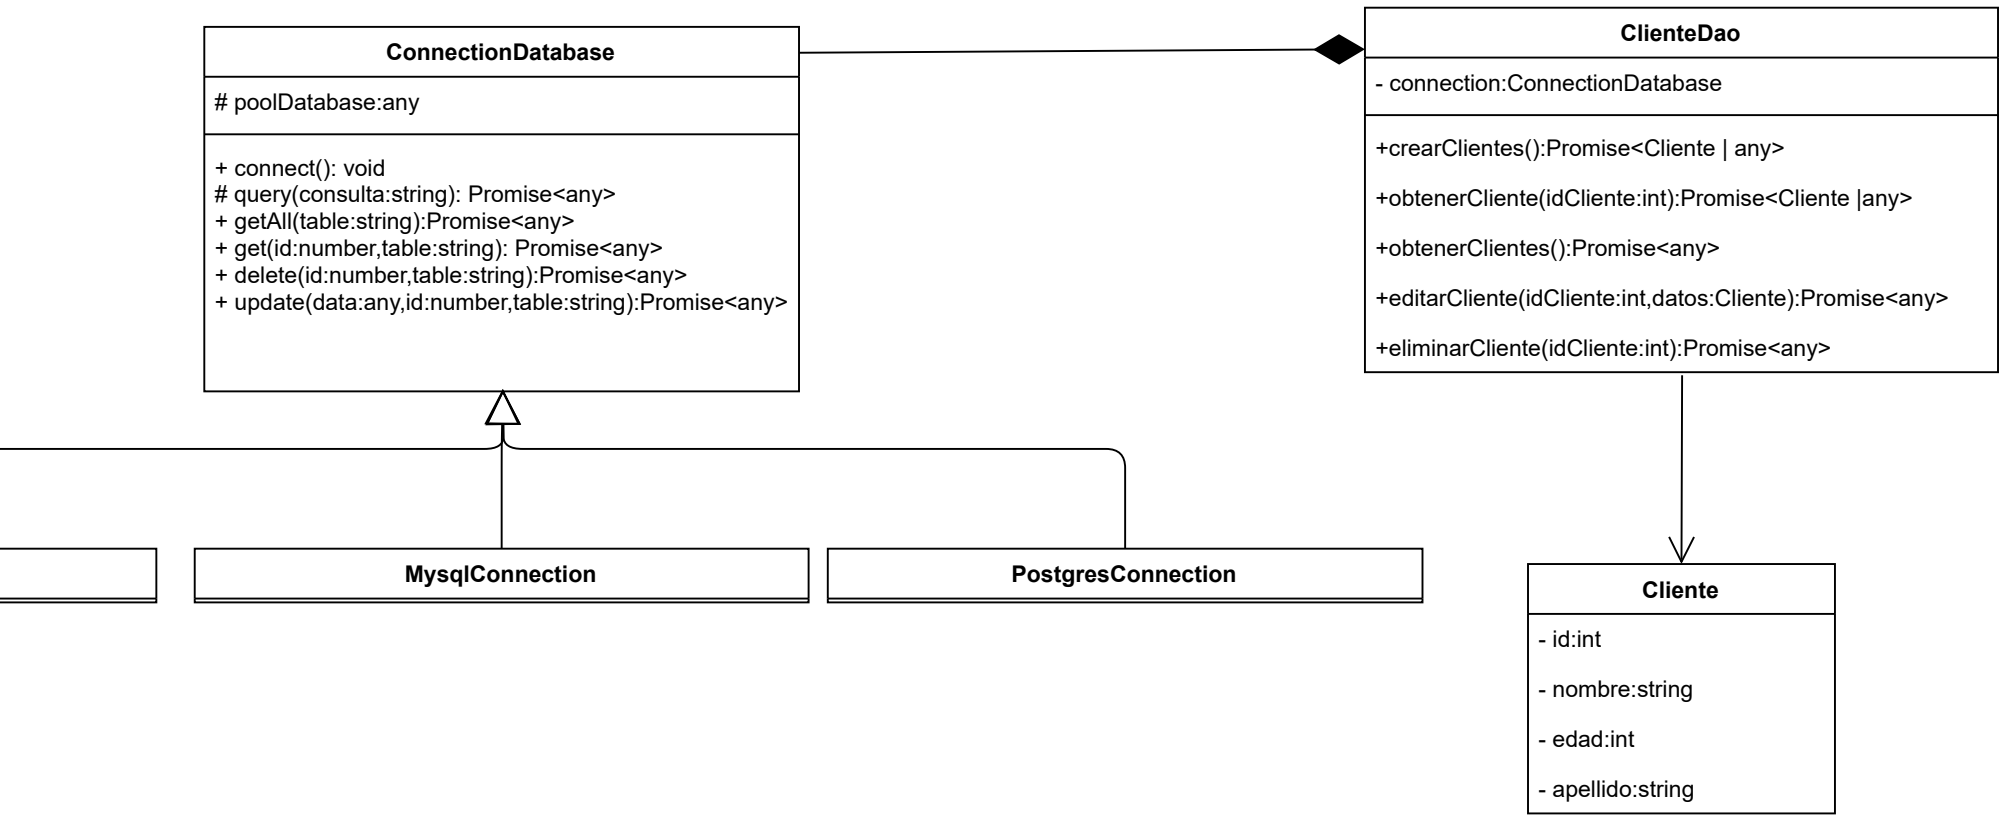 ConnectionDatabase
# poolDatabase:any
+ connect(): void
# query(consulta:string): Promise<any>
+ getAll(table:string):Promise<any>
+ get(id:number,table:string): Promise<any>
+ delete(id:number,table:string):Promise<any>
+ update(data:any,id:number,table:string):Promise<any>
ClienteDao
- connection:ConnectionDatabase
+crearClientes():Promise<Cliente | any>
+obtenerCliente(idCliente:int):Promise<Cliente |any>
+obtenerClientes():Promise<any>
+editarCliente(idCliente:int,datos:Cliente):Promise<any>
+eliminarCliente(idCliente:int):Promise<any>
MysqlConnection
PostgresConnection
Cliente
- id:int
- nombre:string
- edad:int
- apellido:string